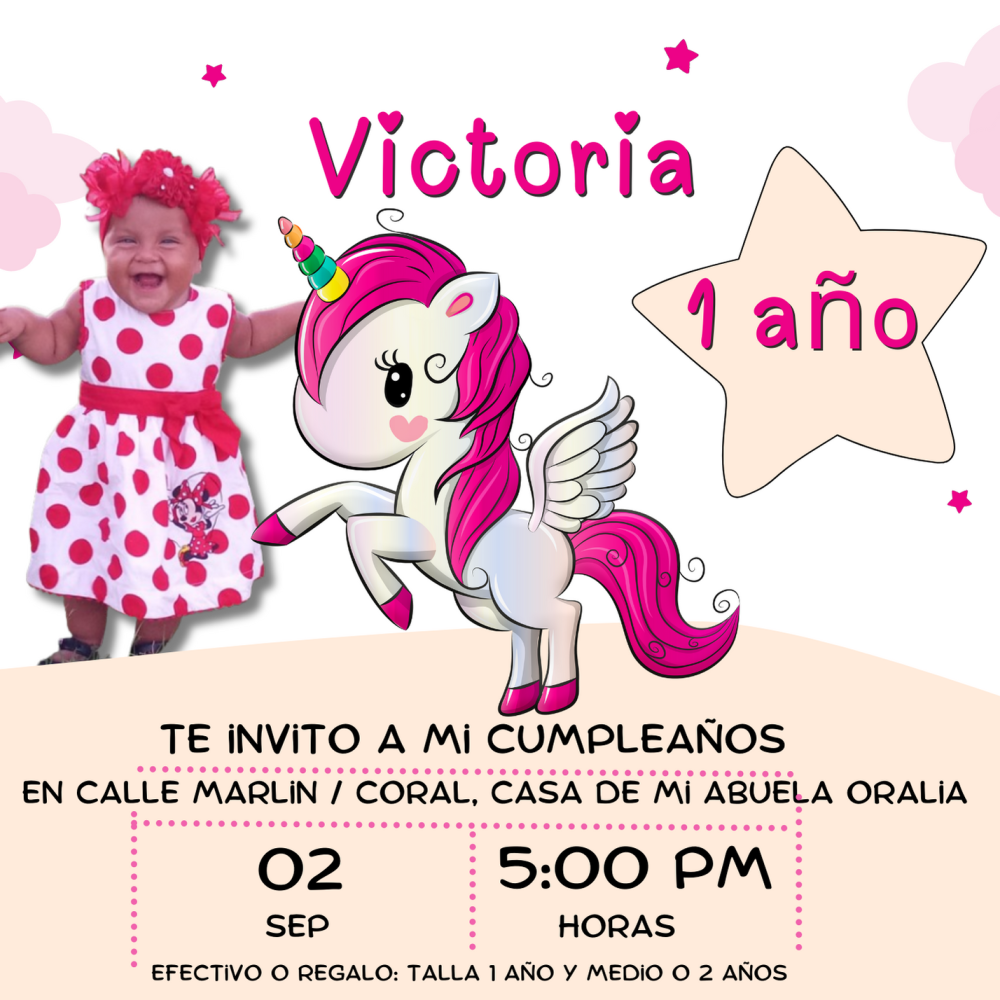 Victoria
1 año
TE INVITO A MI CUMPLEAÑOS
EN CALLE MARLIN / CORAL, CASA DE MI ABUELA ORALIA
02
5:00 PM
SEP
HORAS
EFECTIVO O REGALO: TALLA 1 AÑO Y MEDIO O 2 AÑOS